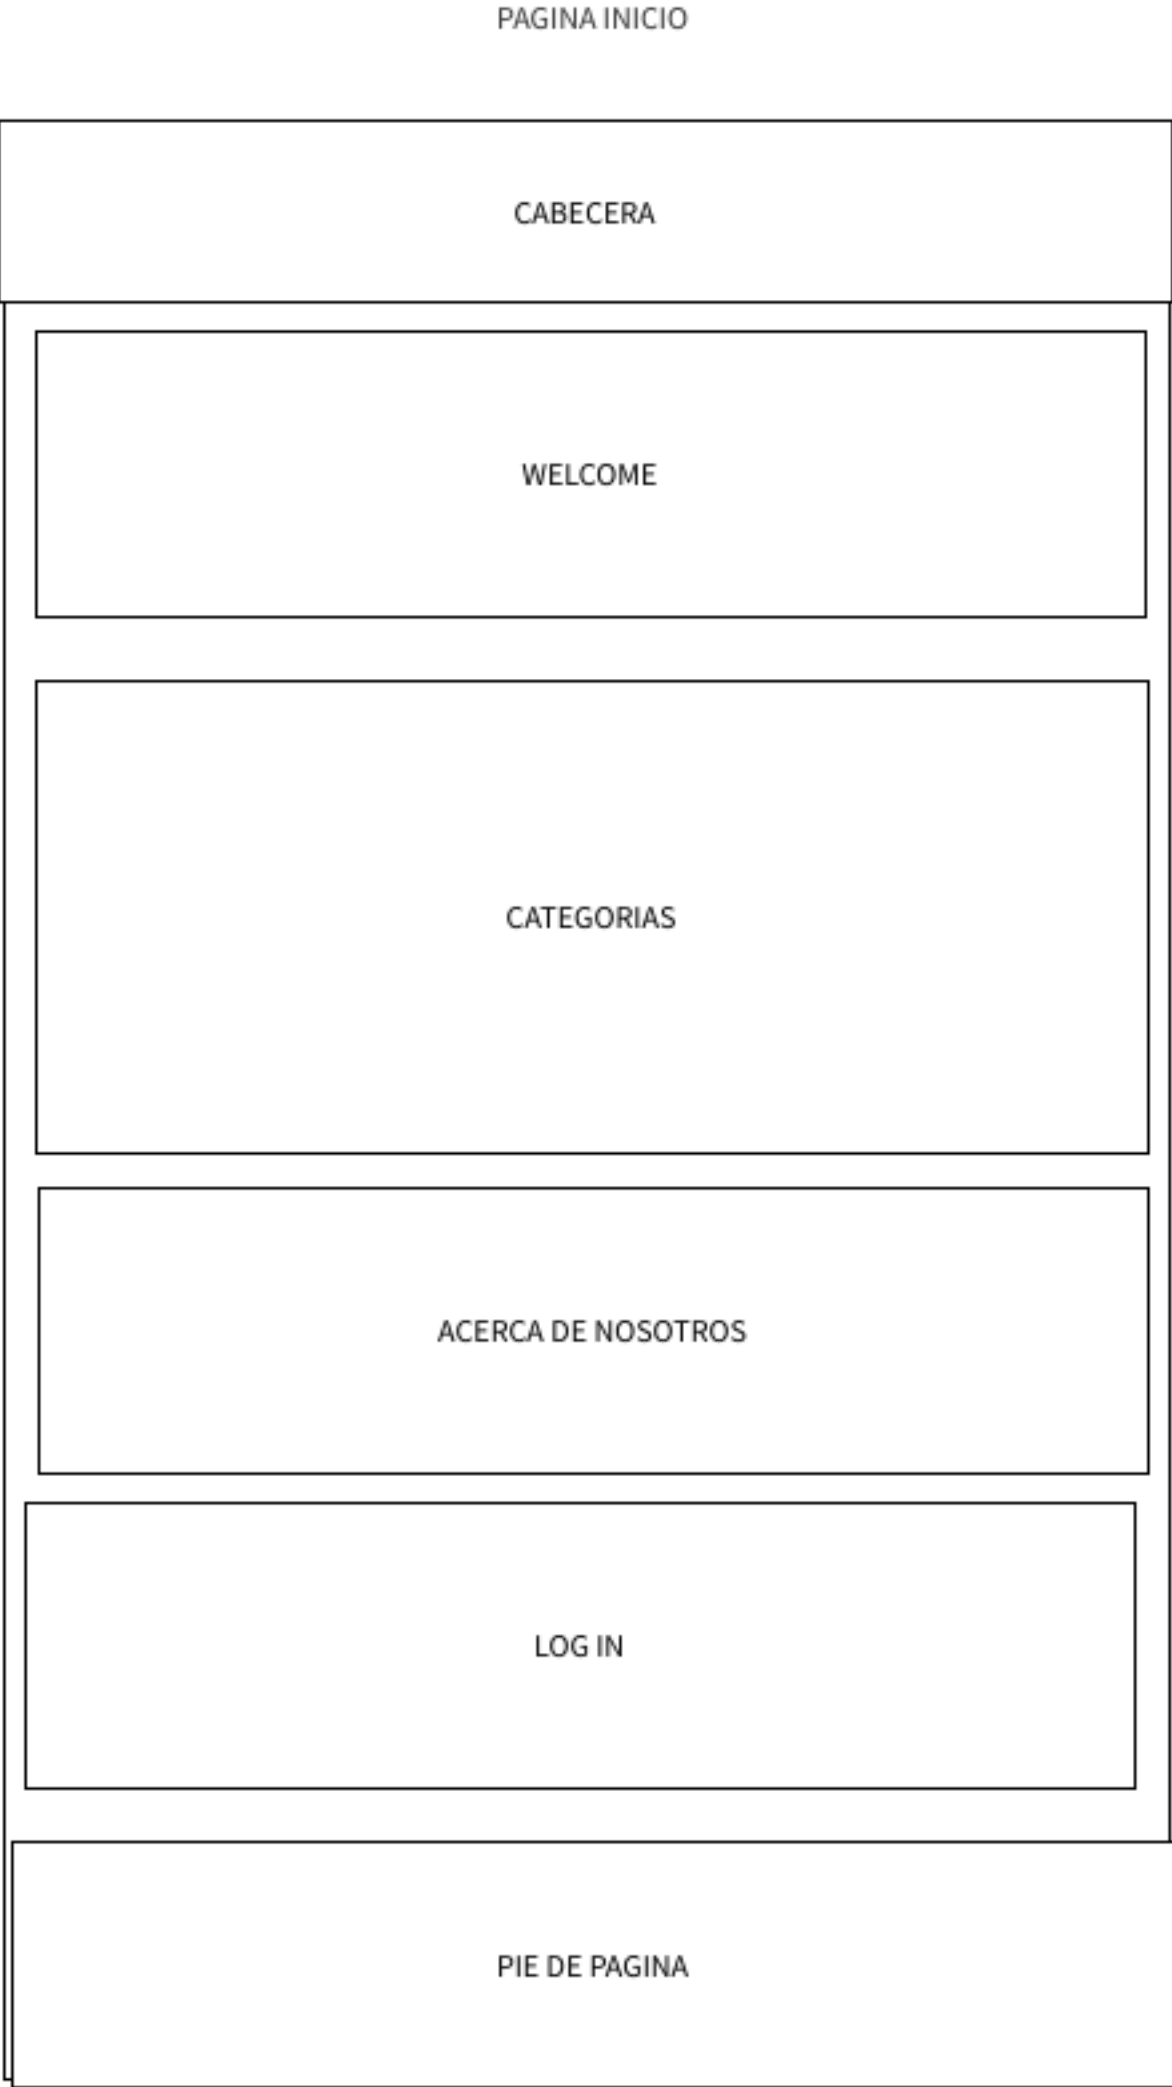 PAGINA INICIO
CABECERA
WELCOME
CATEGORIAS
ACERCA DE NOSOTROS
LOG IN
PIE DE PAGINA